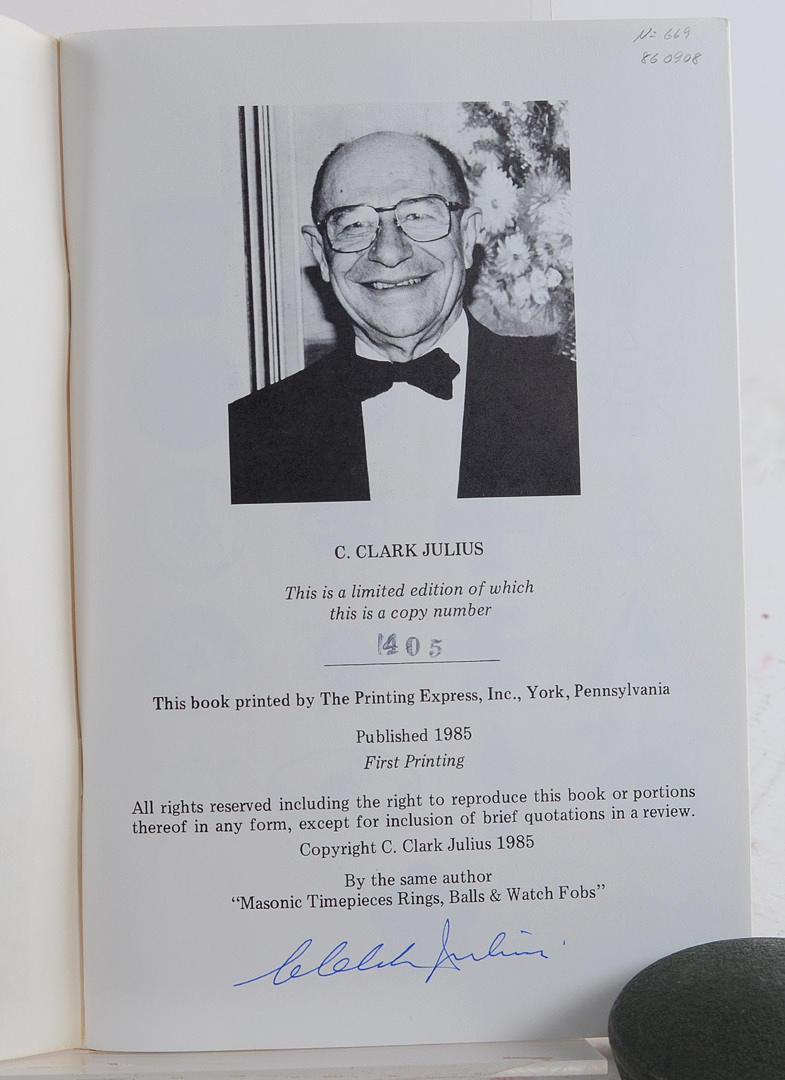 N= 669
86 0908
C. CLARK JULIUS
This is a limited edition of which
this is a copy number
405
This book printed by The Printing Express, Inc., York, Pennsylvania
Published 1985
First Printing
All rights reserved including the right to reproduce this book or portions
thereof in any form, except for inclusion of brief quotations in a review.
Copyright C. Clark Julius 1985
By the same author
“Masonic Timepieces Rings, Balls & Watch Fobs”
C Clark Julius